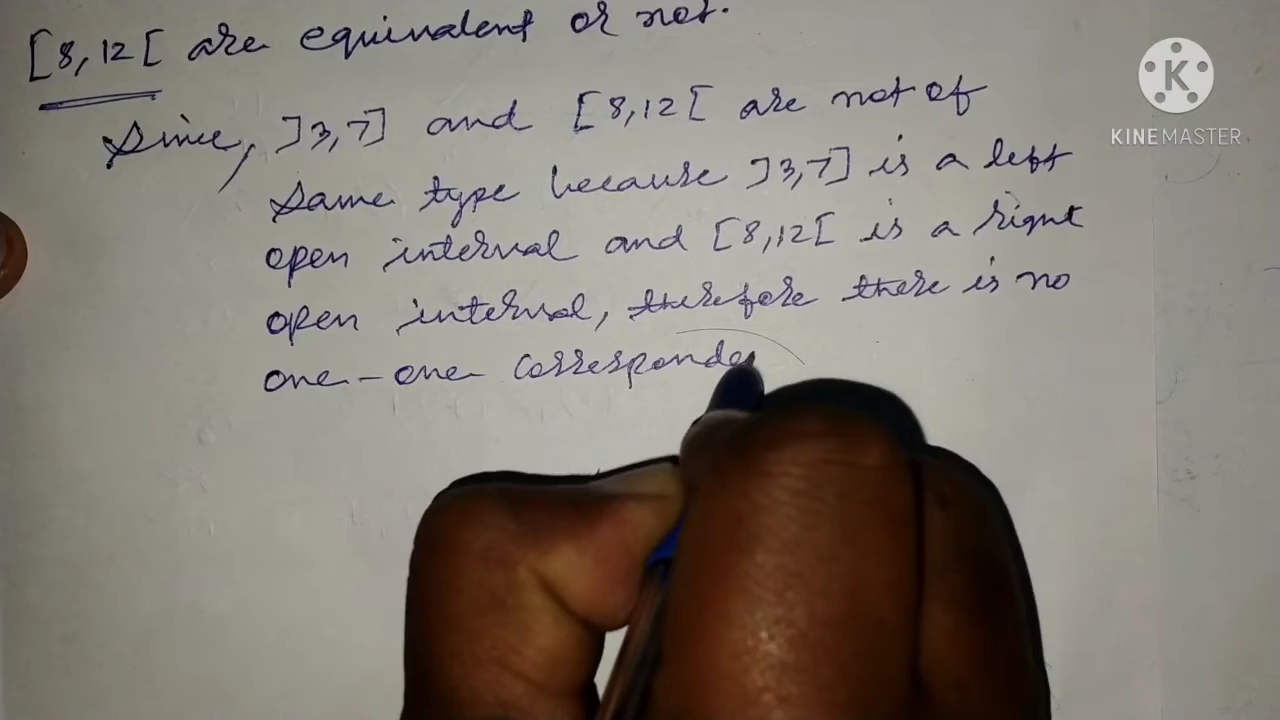 [8,12[ are equivalent or not.
Since, ]3,7] and [8,12[ are not of
same type because ]3,7] is a left
open interval and [8,12[ is a right
open interval, therefore there is no
one-one corresponde
K
KINEMASTER